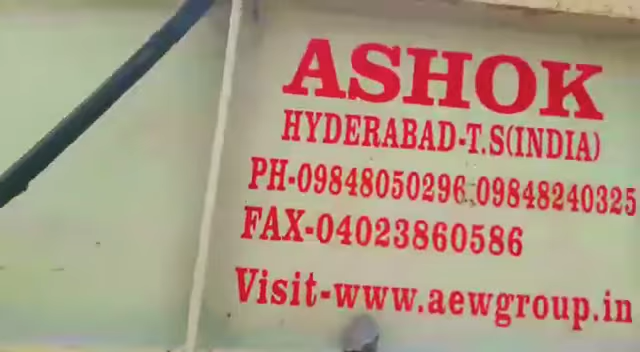 ASHOK
HYDERABAD-T.S(INDIA)
PH-09848050296,09848240325
FAX-04023860586
Visit-www.aewgroup.in